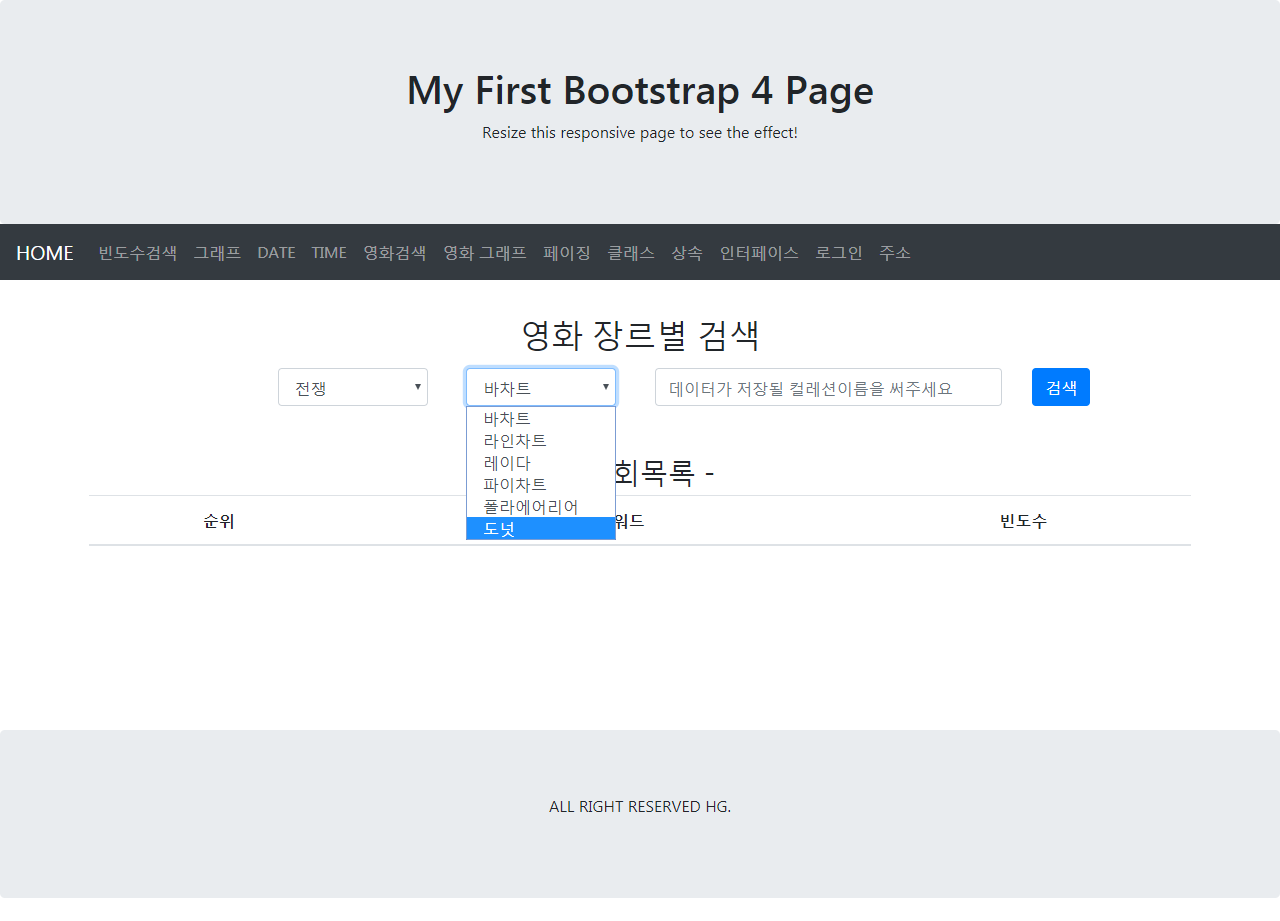 My First Bootstrap 4 Page
Resize this responsive page to see the effect!
HOME 빈도수검색 그래프 DATE TIME 영화검색 영화 그래프 페이징 클래스 상속 인터페이스 로그인 주소
영화 장르별 검색
전쟁 바차트 데이터가 저장될 컬레션이름을 써주세요 검색
바차트
라인차트
레이다
파이차트
폴라에어리어
도넛
회목록 -
순위 워드 빈도수
ALL RIGHT RESERVED HG.